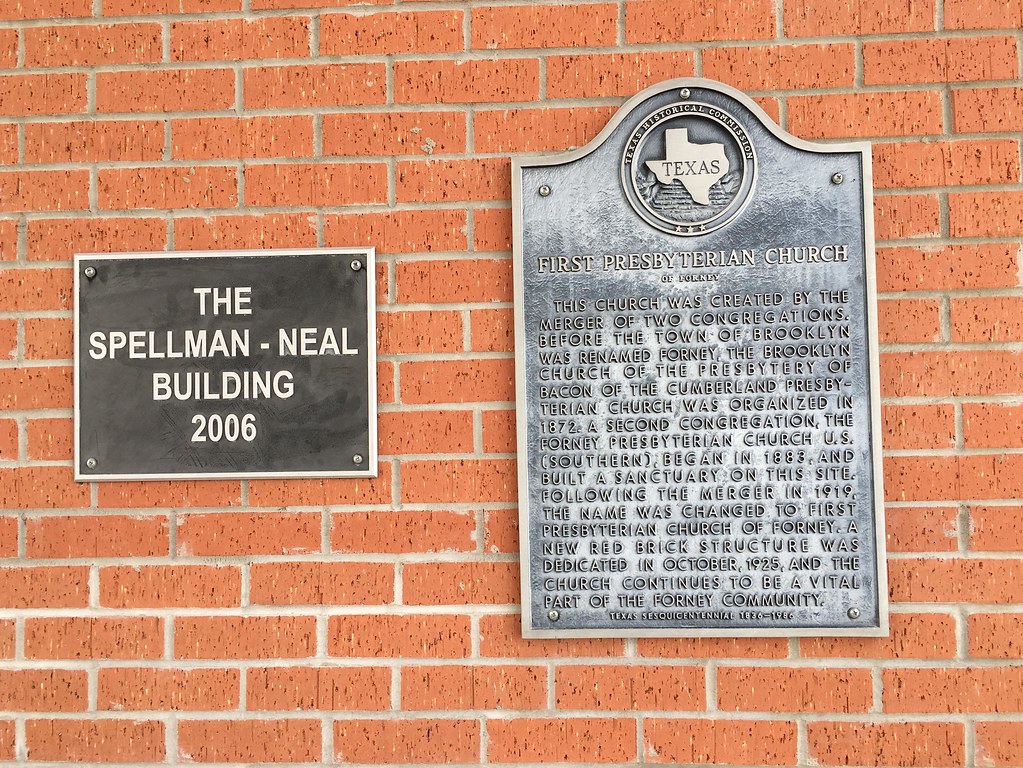 THE
SPELLMAN - NEAL
BUILDING
2006
TEXAS HISTORICAL COMMISSION
TEXAS
FIRST PRESBYTERIAN CHURCH
OF FORNEY
THIS CHURCH WAS CREATED BY THE
MERGER OF TWO CONGREGATIONS.
BEFORE THE TOWN OF BROOKLYN
WAS RENAMED FORNEY, THE BROOKLYN
CHURCH OF THE PRESBYTERY OF
BACON OF THE CUMBERLAND PRESBY-
TERIAN CHURCH WAS ORGANIZED IN
1872. A SECOND CONGREGATION, THE
FORNEY PRESBYTERIAN CHURCH U.S.
(SOUTHERN), BEGAN IN 1883, AND
BUILT A SANCTUARY ON THIS SITE.
FOLLOWING THE MERGER IN 1919,
THE NAME WAS CHANGED TO FIRST
PRESBYTERIAN CHURCH OF FORNEY. A
NEW RED BRICK STRUCTURE WAS
DEDICATED IN OCTOBER, 1925, AND THE
CHURCH CONTINUES TO BE A VITAL
PART OF THE FORNEY COMMUNITY.
TEXAS SESQUICENTENNIAL 1836-1986